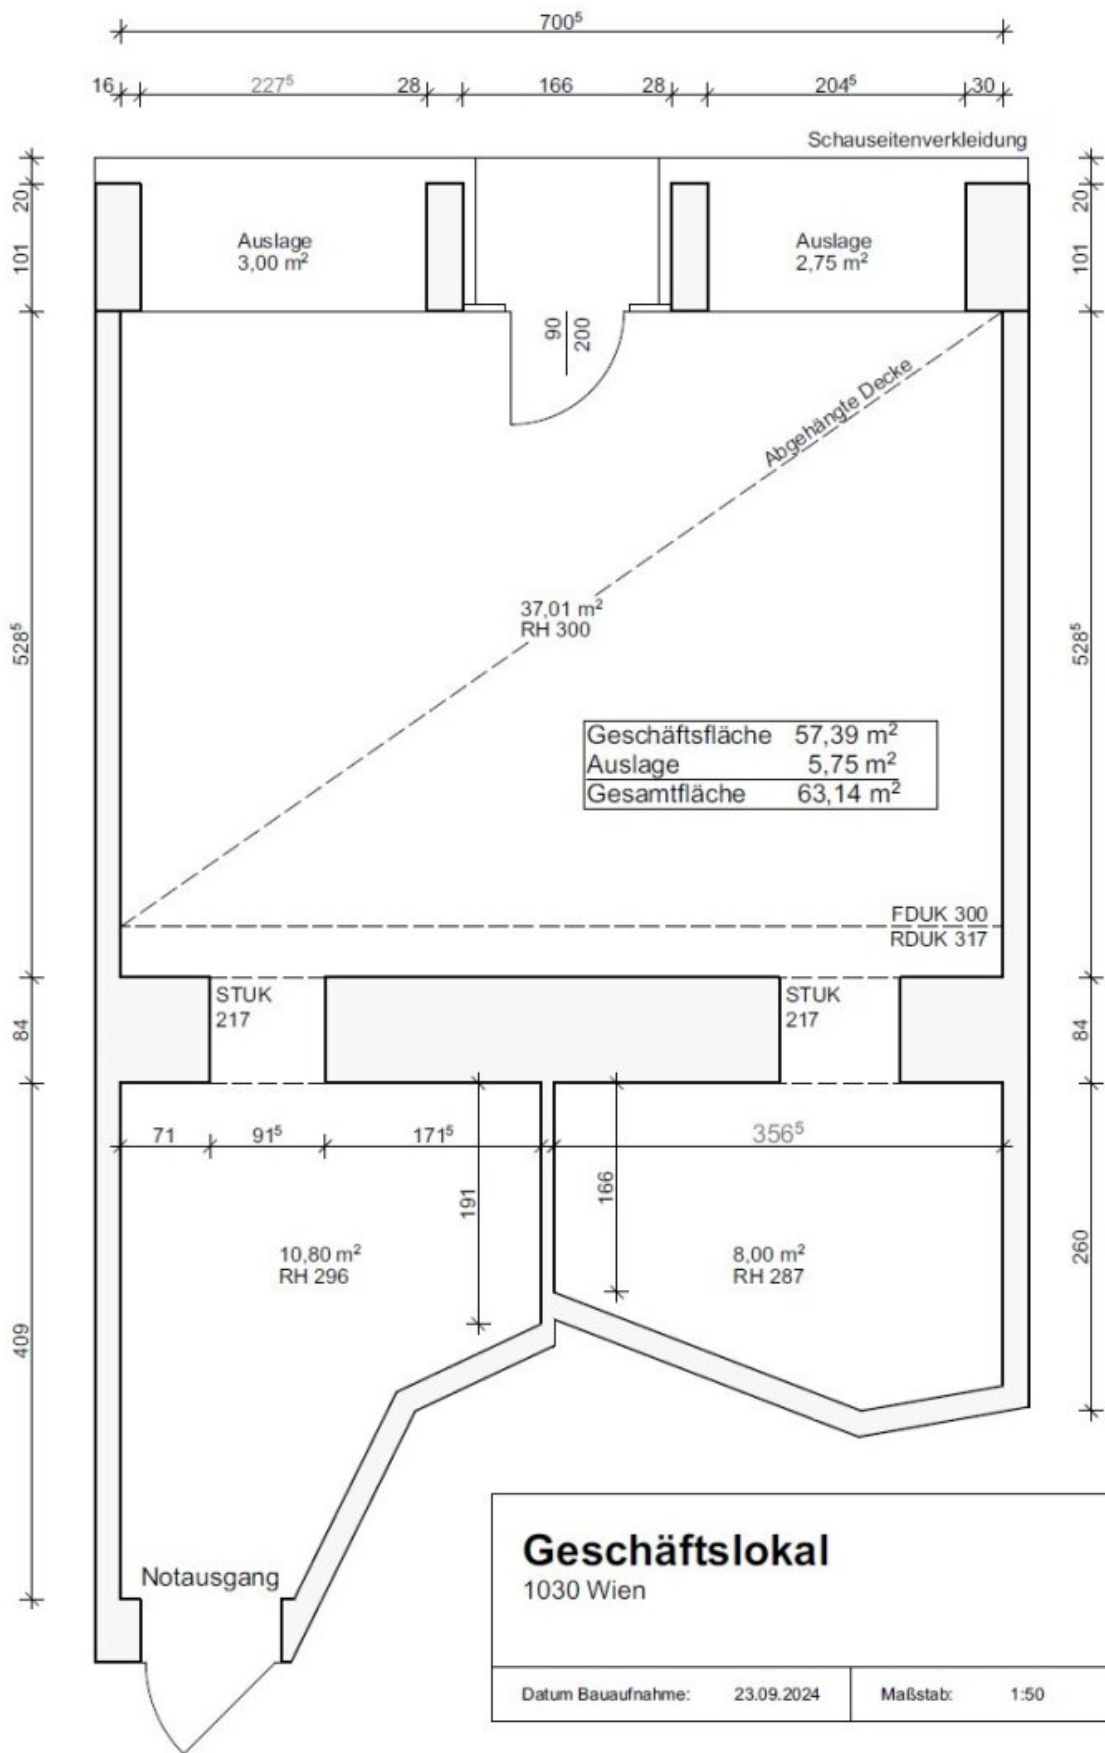 700⁵
16 227⁵ 28 166 28 204⁵ 30
Schauseitenverkleidung
20
101
528⁵
84
409
20
101
528⁵
84
260
Auslage
3,00 m²
Auslage
2,75 m²
90
200
Abgehängte Decke
37,01 m²
RH 300
Geschäftsfläche 57,39 m²
Auslage 5,75 m²
Gesamtfläche 63,14 m²
FDUK 300
RDUK 317
STUK
217
STUK
217
71 91⁵ 171⁵ 356⁵
191
166
10,80 m²
RH 296
8,00 m²
RH 287
Notausgang
Geschäftslokal
1030 Wien
Datum Bauaufnahme: 23.09.2024 Maßstab: 1:50